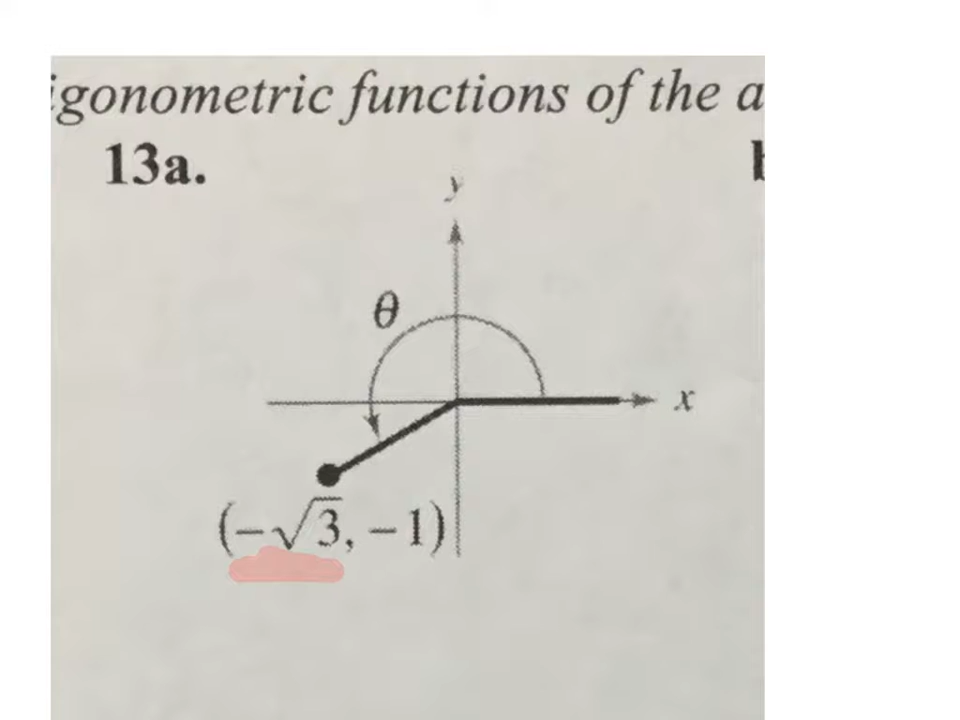 igonometric functions of the a
13a.
y
θ
x
(−√3, −1)